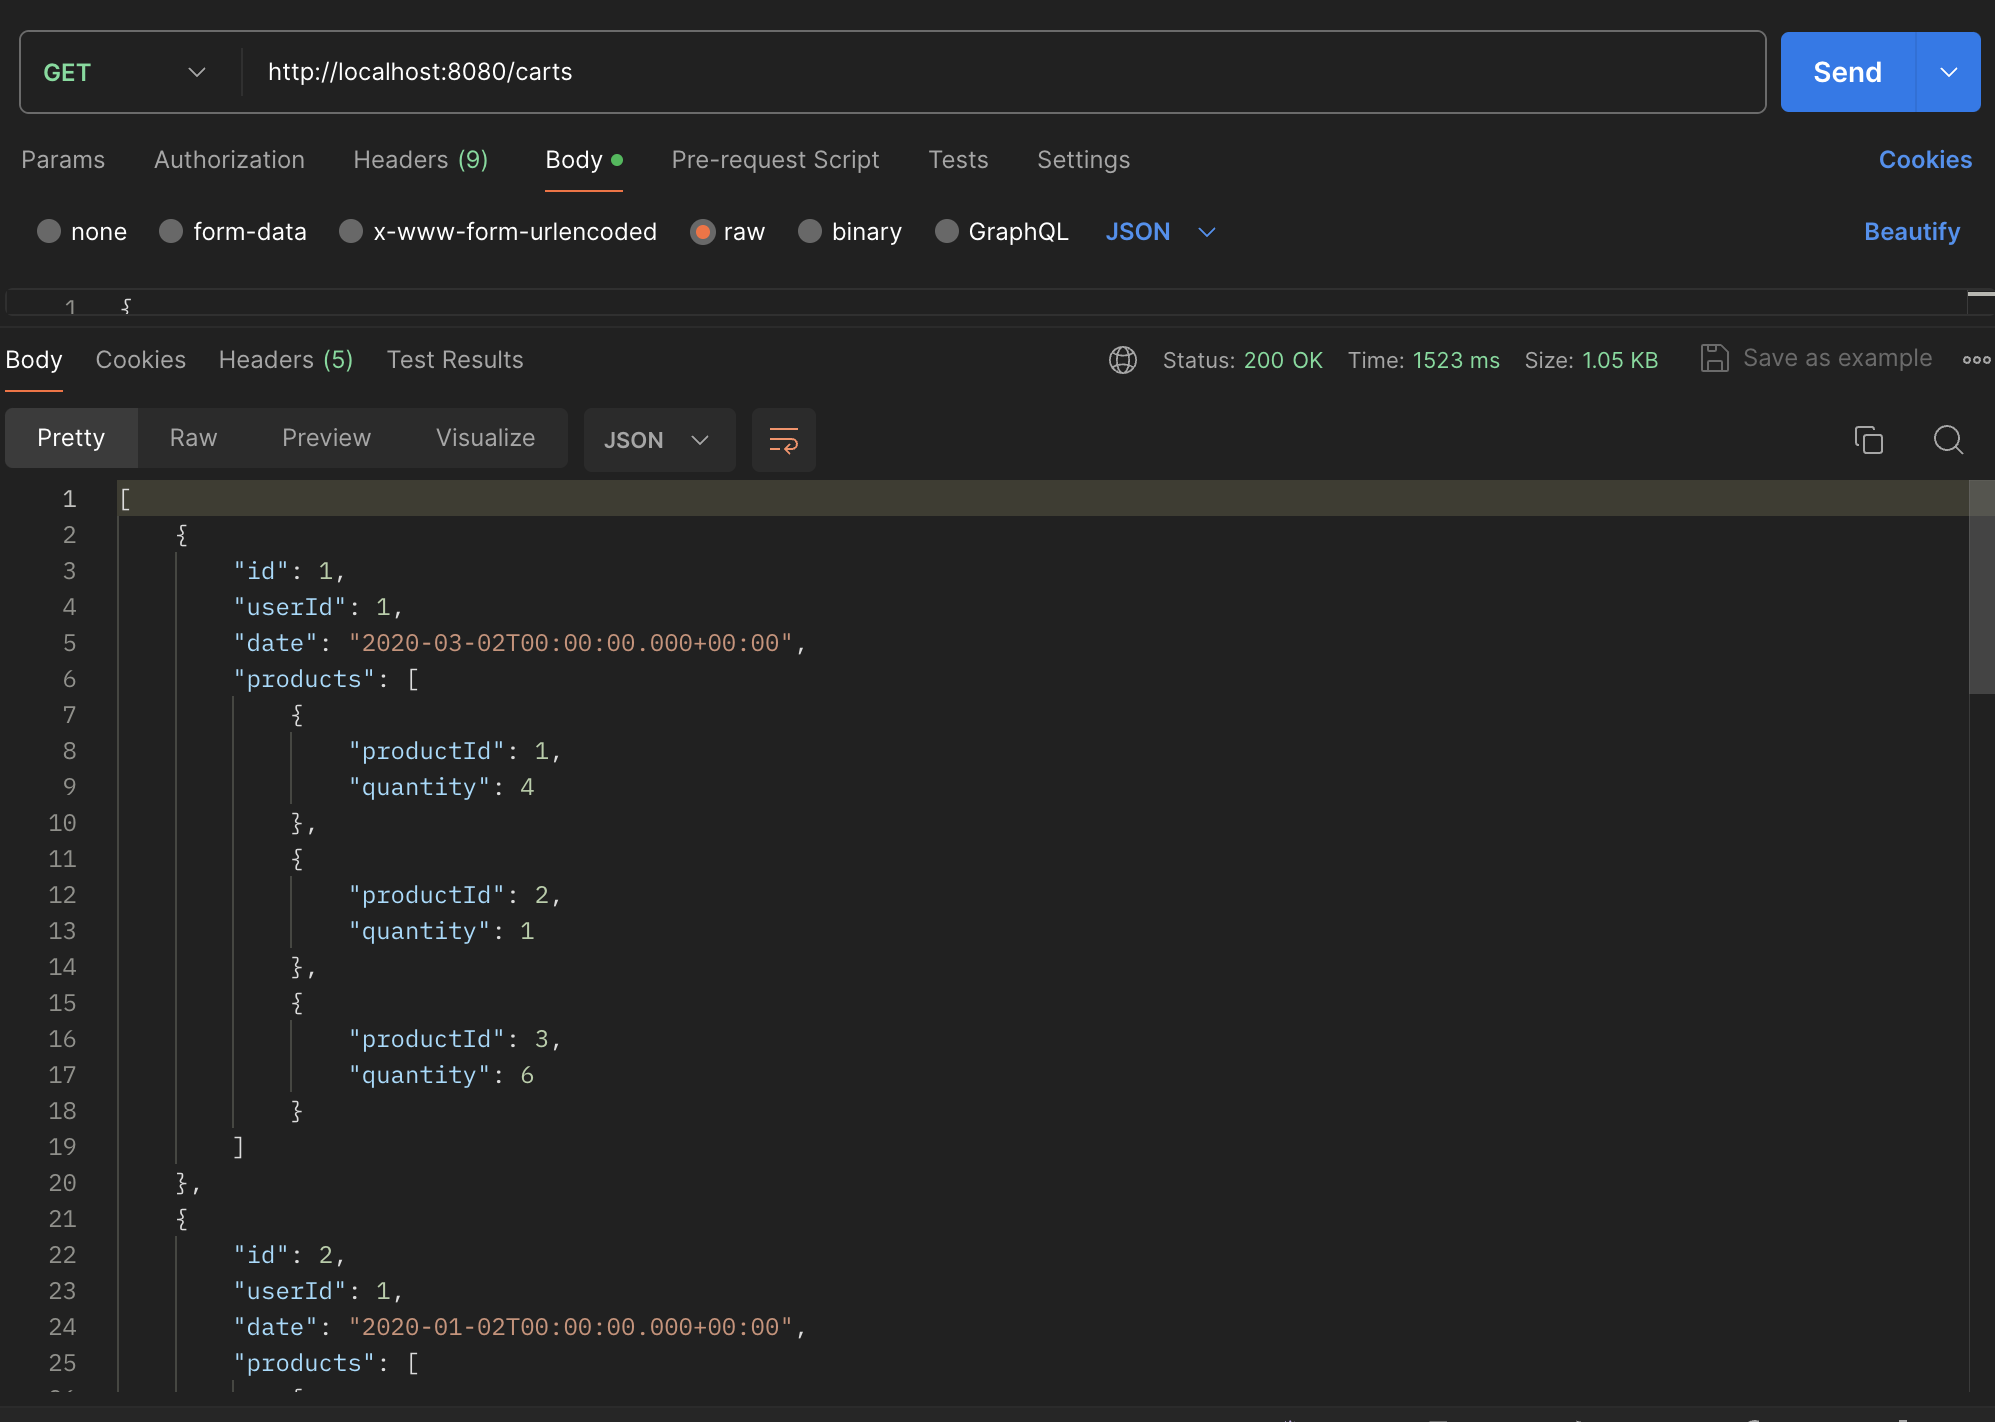 GET http://localhost:8080/carts Send
Params Authorization Headers (9) Body Pre-request Script Tests Settings Cookies
none form-data x-www-form-urlencoded raw binary GraphQL JSON Beautify
1 {
Body Cookies Headers (5) Test Results Status: 200 OK Time: 1523 ms Size: 1.05 KB Save as example
Pretty Raw Preview Visualize JSON
1 [
2 {
3 "id": 1,
4 "userId": 1,
5 "date": "2020-03-02T00:00:00.000+00:00",
6 "products": [
7 {
8 "productId": 1,
9 "quantity": 4
10 },
11 {
12 "productId": 2,
13 "quantity": 1
14 },
15 {
16 "productId": 3,
17 "quantity": 6
18 }
19 ]
20 },
21 {
22 "id": 2,
23 "userId": 1,
24 "date": "2020-01-02T00:00:00.000+00:00",
25 "products": [